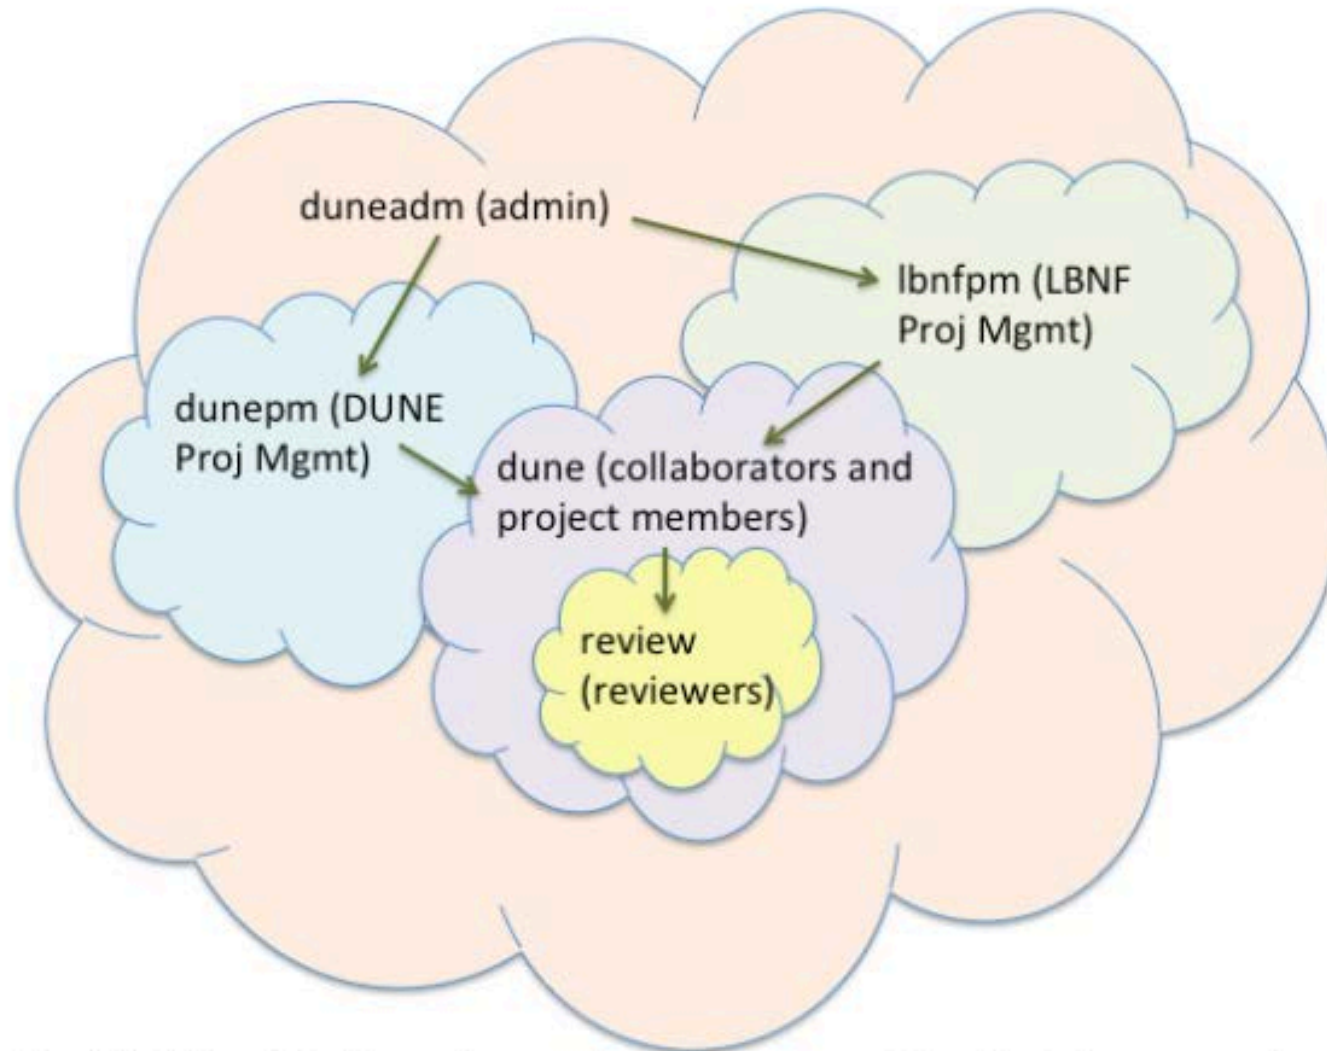 duneadm (admin)
lbnfpm (LBNF
Proj Mgmt)
dunepm (DUNE
Proj Mgmt)
dune (collaborators and
project members)
review
(reviewers)